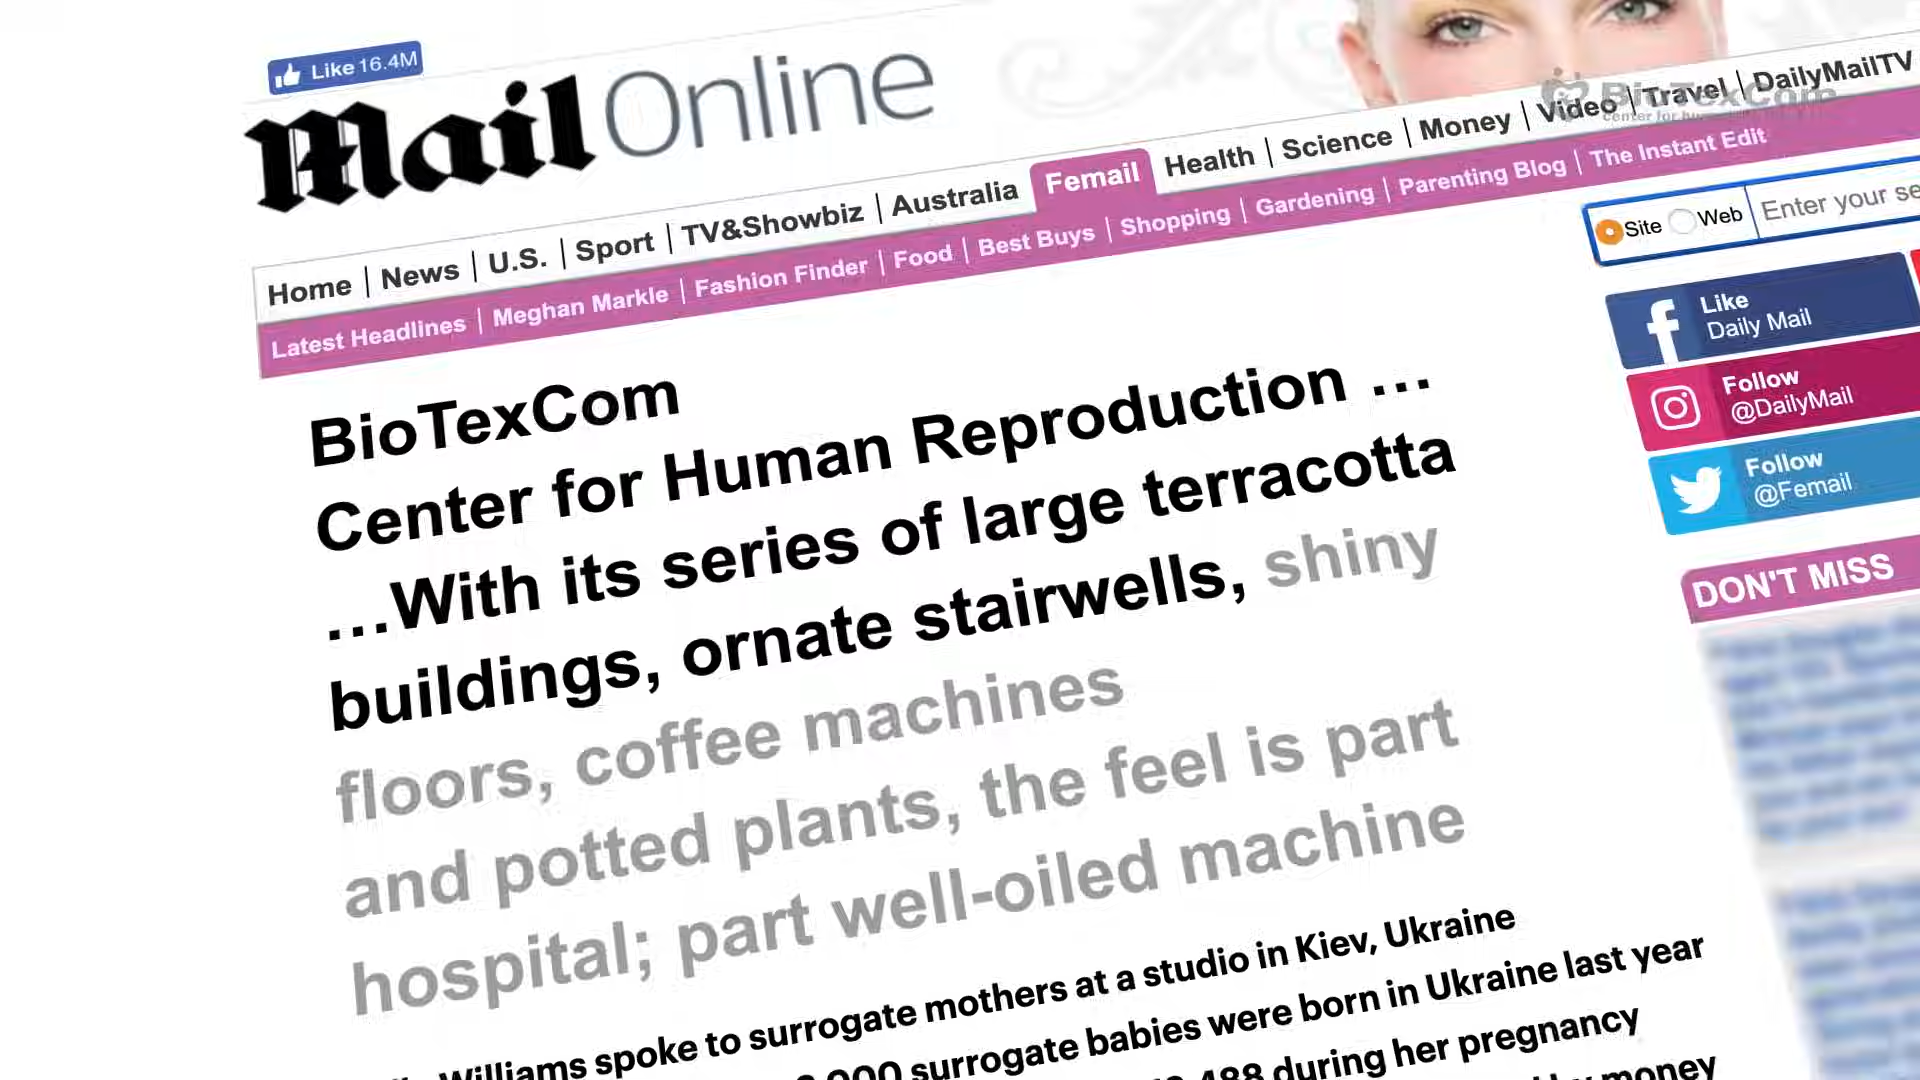 Like 16.4M
Mail Online
BioTexCom
Home | News | U.S. | Sport | TV&Showbiz | Australia | Femail | Health | Science | Money | Video | Travel | DailyMailTV
Latest Headlines | Meghan Markle | Fashion Finder | Food | Best Buys | Shopping | Gardening | Parenting Blog | The Instant Edit
Site Web Enter your
Like
Daily Mail
Follow
@DailyMail
Follow
@Femail
DON'T MISS
BioTexCom
Center for Human Reproduction ...
...With its series of large terracotta
buildings, ornate stairwells, shiny
floors, coffee machines
and potted plants, the feel is part
hospital; part well-oiled machine
Williams spoke to surrogate mothers at a studio in Kiev, Ukraine
surrogate babies were born in Ukraine last year
during her pregnancy
money